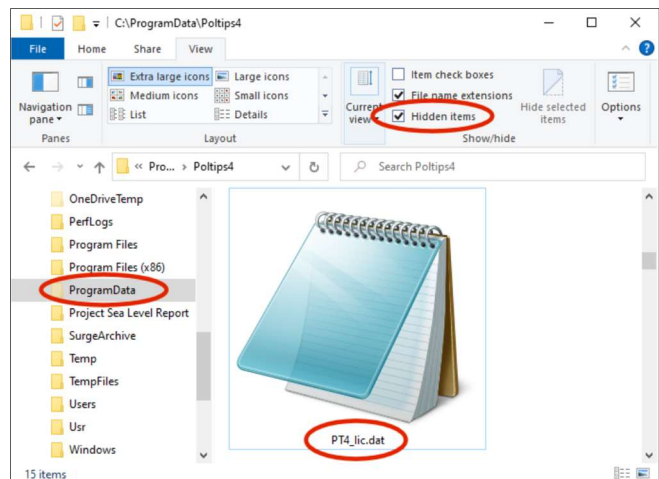 C:\ProgramData\Poltips4
File Home Share View
Extra large icons Large icons
Medium icons Small icons
List Details
Navigation pane
Panes
Layout
Current view
Item check boxes
File name extensions
Hidden items
Hide selected items
Options
Show/hide
« Pro... > Poltips4
Search Poltips4
OneDriveTemp
PerfLogs
Program Files
Program Files (x86)
ProgramData
Project Sea Level Report
SurgeArchive
Temp
TempFiles
Users
Usr
Windows
PT4_lic.dat
15 items